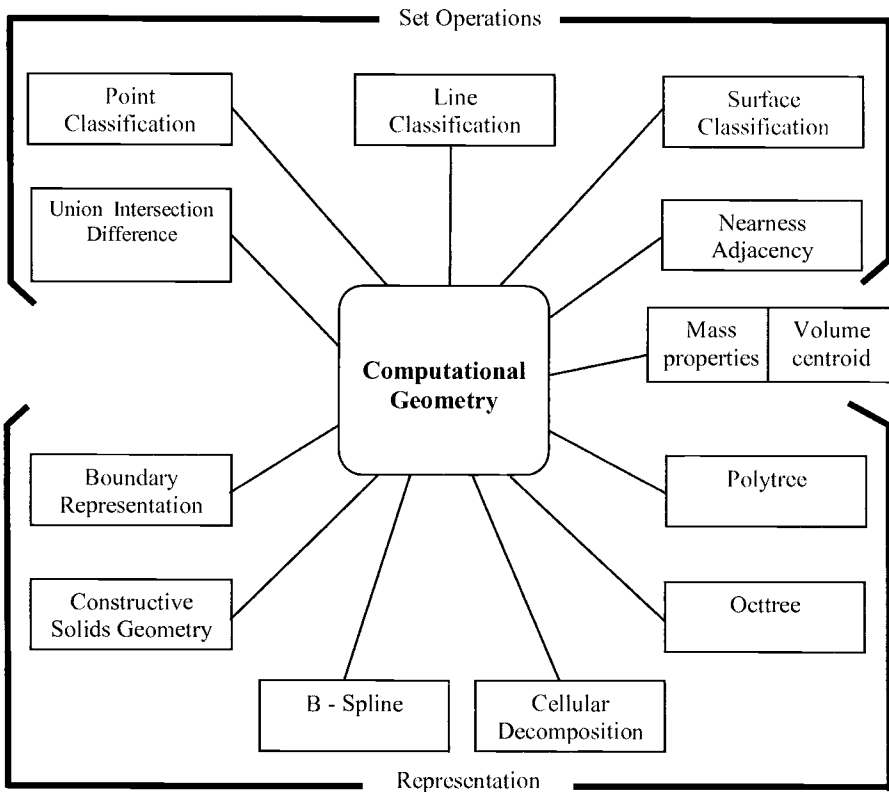 Set Operations
Point
Classification
Line
Classification
Surface
Classification
Union Intersection
Difference
Nearness
Adjacency
Mass
properties
Volume
centroid
Computational
Geometry
Boundary
Representation
Polytree
Constructive
Solids Geometry
Octtree
B - Spline
Cellular
Decomposition
Representation